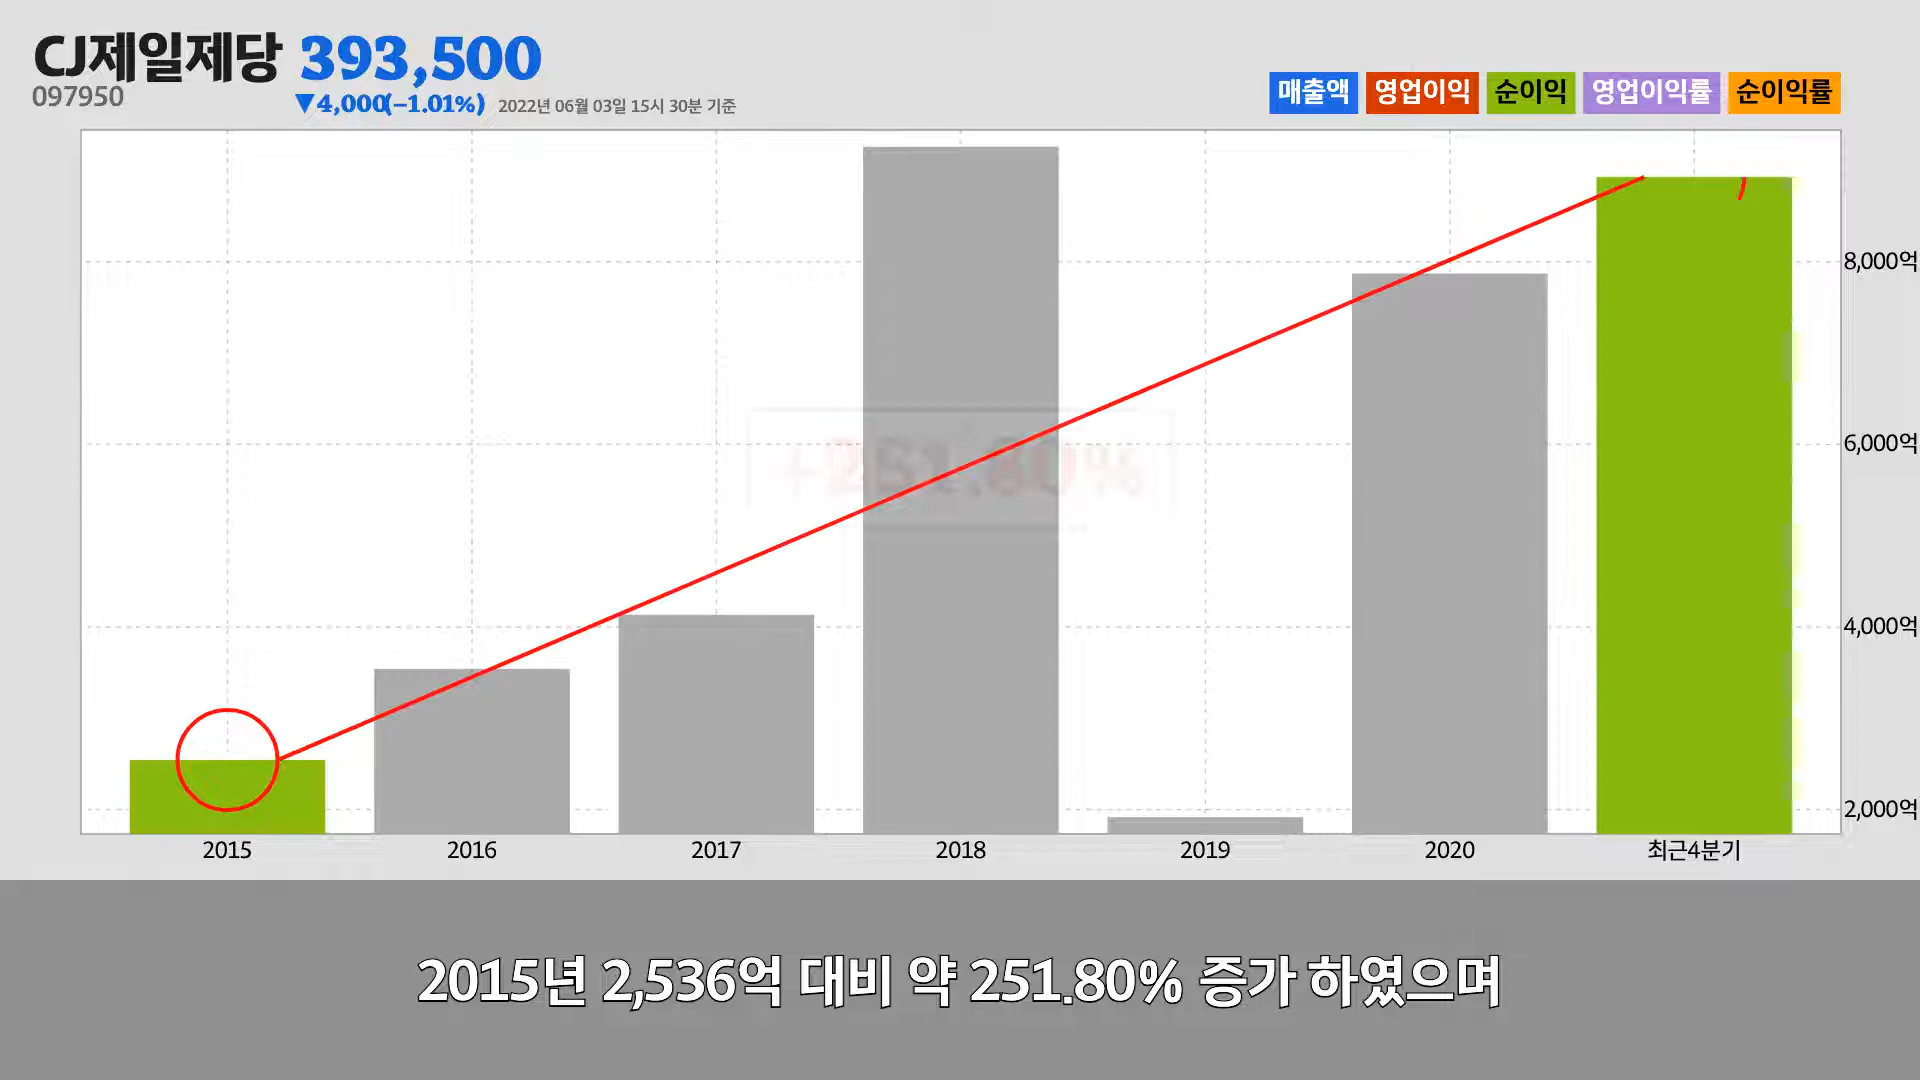 CJ제일제당 393,500
097950
▼4,000(-1.01%) 2022년 06월 03일 15시 30분 기준
매출액 영업이익 순이익 영업이익률 순이익률
8,000억
6,000억
4,000억
2,000억
+251.80%
2015 2016 2017 2018 2019 2020 최근4분기
2015년 2,536억 대비 약 251.80% 증가 하였으며